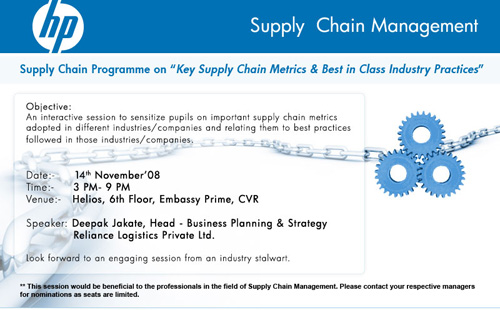 hp
Supply Chain Management
Supply Chain Programme on “Key Supply Chain Metrics & Best in Class Industry Practices”
Objective:
An interactive session to sensitize pupils on important supply chain metrics
adopted in different industries/companies and relating them to best practices
followed in those industries/companies.
Date:- 14th November’08
Time:- 3 PM- 9 PM
Venue:- Helios, 6th Floor, Embassy Prime, CVR
Speaker: Deepak Jakate, Head - Business Planning & Strategy
Reliance Logistics Private Ltd.
Look forward to an engaging session from an industry stalwart.
** This session would be beneficial to the professionals in the field of Supply Chain Management. Please contact your respective managers
for nominations as seats are limited.